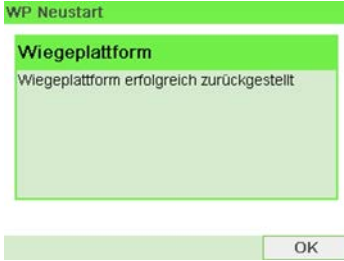 WP Neustart
Wiegeplattform
Wiegeplattform erfolgreich zurückgestellt
OK